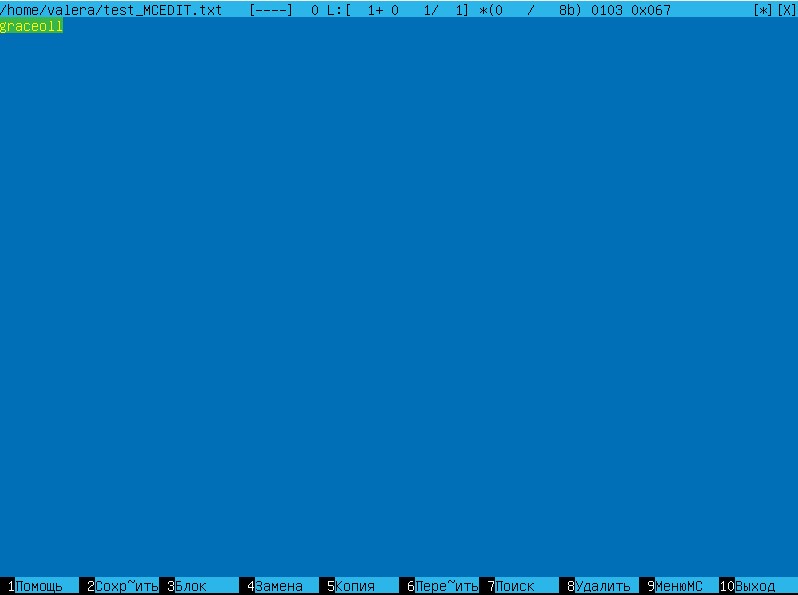 /home/valera/test_MCEDIT.txt [----] 0 L:[ 1+ 0 1/ 1] *(0 / 8b) 0103 0x067 [*][X]
graceoll
1Помощь 2Сохр~ить 3Блок 4Замена 5Копия 6Пере~ить 7Поиск 8Удалить 9МенюMC 10Выход